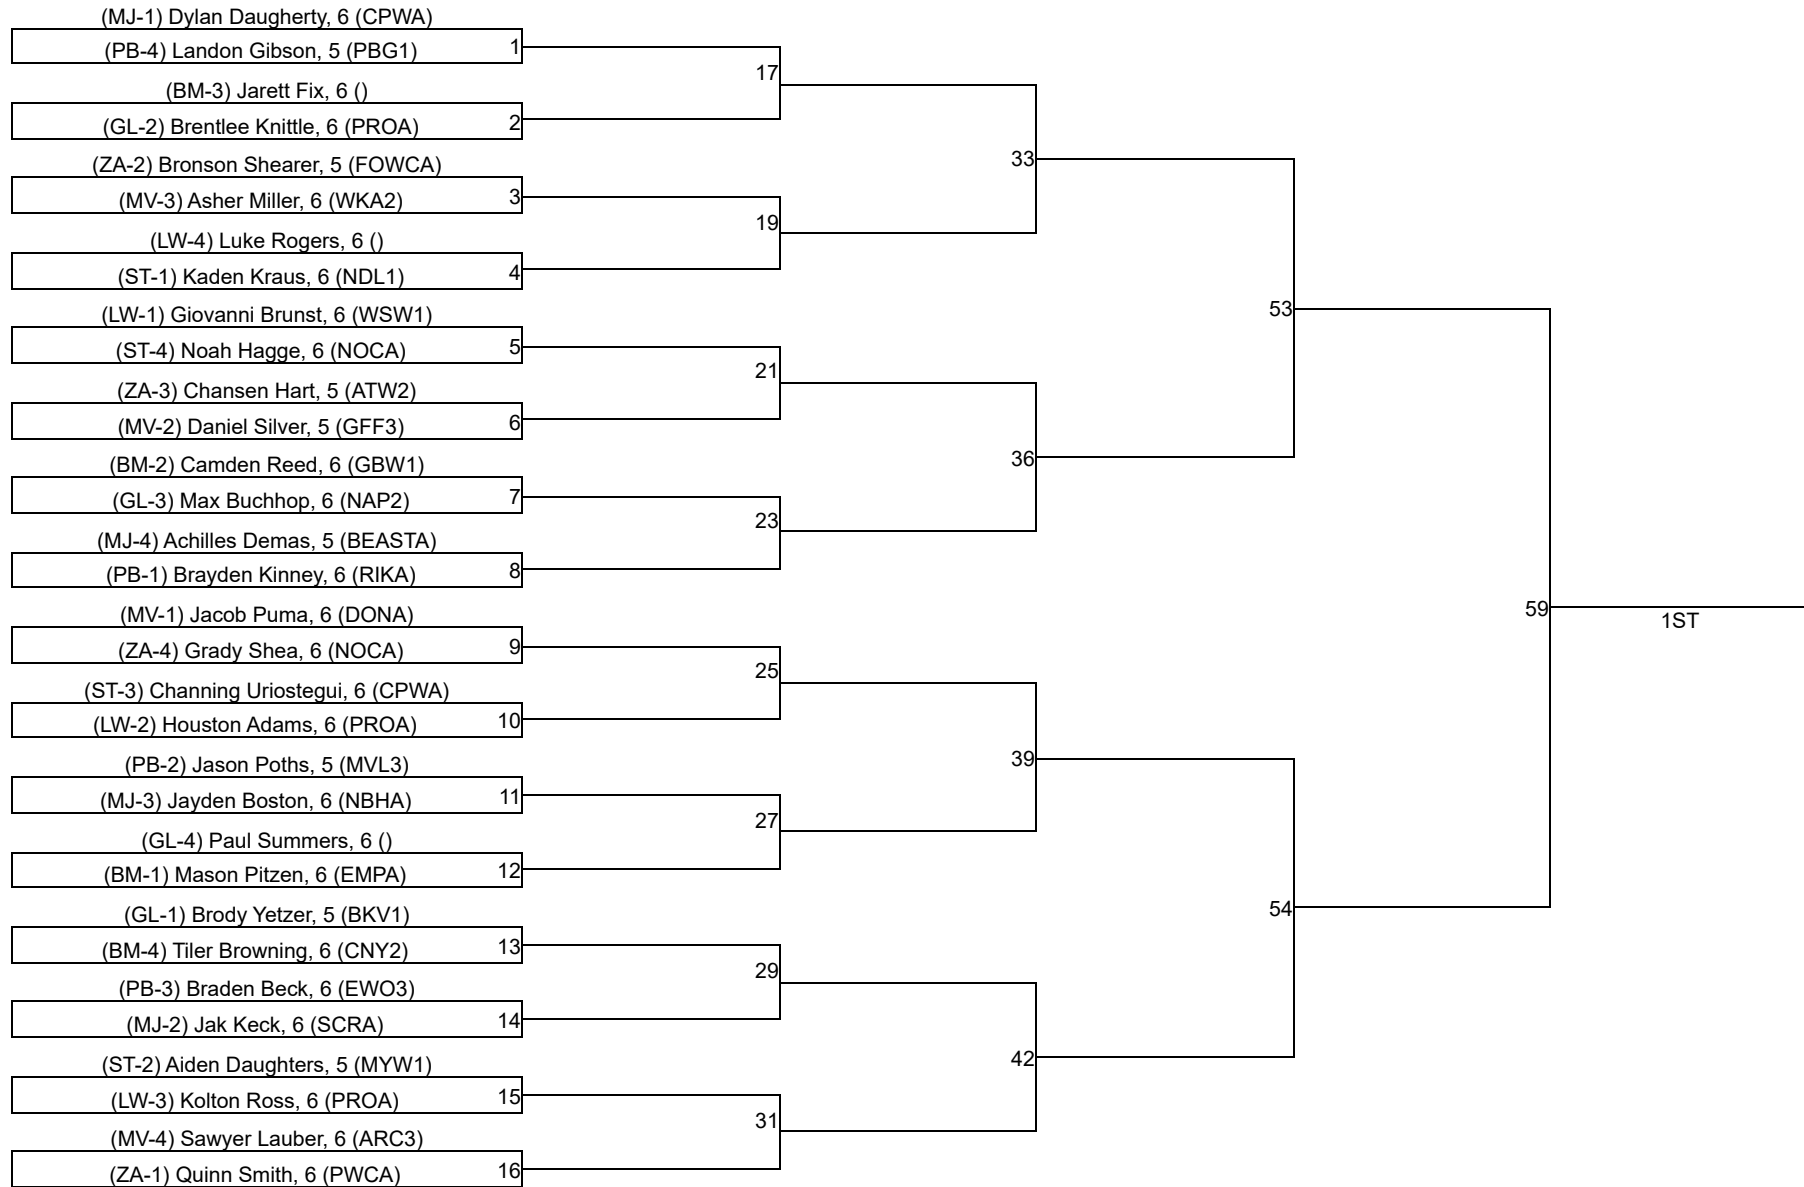 (MJ-1) Dylan Daugherty, 6 (CPWA)
(PB-4) Landon Gibson, 5 (PBG1)
1
17
(BM-3) Jarett Fix, 6 ()
(GL-2) Brentlee Knittle, 6 (PROA)
2
33
(ZA-2) Bronson Shearer, 5 (FOWCA)
(MV-3) Asher Miller, 6 (WKA2)
3
19
(LW-4) Luke Rogers, 6 ()
(ST-1) Kaden Kraus, 6 (NDL1)
4
53
(LW-1) Giovanni Brunst, 6 (WSW1)
(ST-4) Noah Hagge, 6 (NOCA)
5
21
(ZA-3) Chansen Hart, 5 (ATW2)
(MV-2) Daniel Silver, 5 (GFF3)
6
36
(BM-2) Camden Reed, 6 (GBW1)
(GL-3) Max Buchhop, 6 (NAP2)
7
23
(MJ-4) Achilles Demas, 5 (BEASTA)
(PB-1) Brayden Kinney, 6 (RIKA)
8
59
1ST
(MV-1) Jacob Puma, 6 (DONA)
(ZA-4) Grady Shea, 6 (NOCA)
9
25
(ST-3) Channing Uriostegui, 6 (CPWA)
(LW-2) Houston Adams, 6 (PROA)
10
39
(PB-2) Jason Poths, 5 (MVL3)
(MJ-3) Jayden Boston, 6 (NBHA)
11
27
(GL-4) Paul Summers, 6 ()
(BM-1) Mason Pitzen, 6 (EMPA)
12
54
(GL-1) Brody Yetzer, 5 (BKV1)
(BM-4) Tiler Browning, 6 (CNY2)
13
29
(PB-3) Braden Beck, 6 (EWO3)
(MJ-2) Jak Keck, 6 (SCRA)
14
42
(ST-2) Aiden Daughters, 5 (MYW1)
(LW-3) Kolton Ross, 6 (PROA)
15
31
(MV-4) Sawyer Lauber, 6 (ARC3)
(ZA-1) Quinn Smith, 6 (PWCA)
16